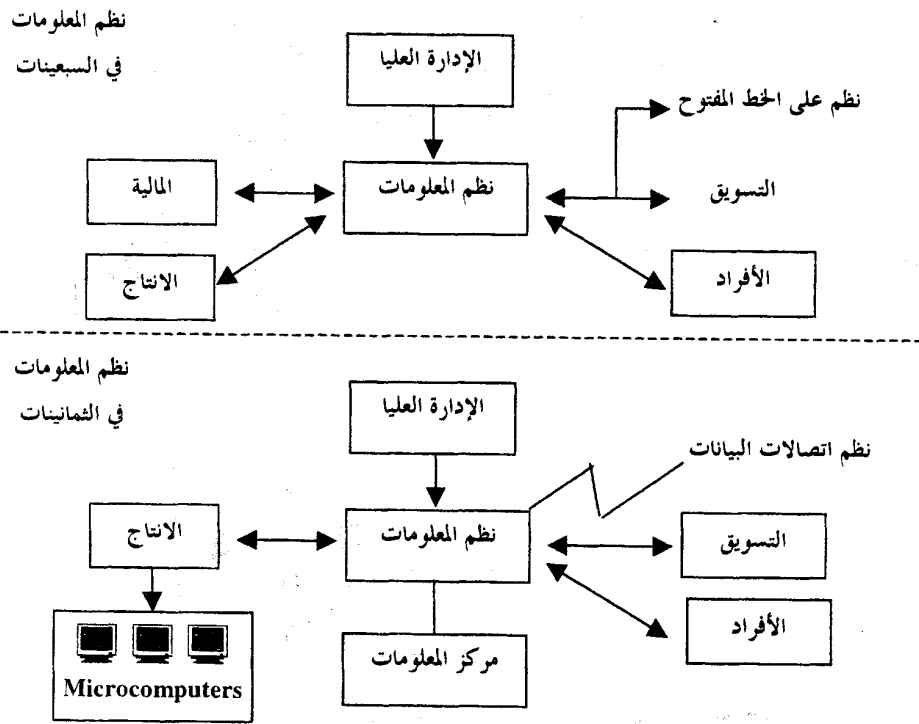 نظم المعلومات
في السبعينات
الإدارة العليا
نظم على الخط المفتوح
المالية
نظم المعلومات
التسويق
الانتاج
الأفراد
نظم المعلومات
في الثمانينات
الإدارة العليا
نظم اتصالات البيانات
الانتاج
نظم المعلومات
التسويق
الأفراد
مركز المعلومات
Microcomputers